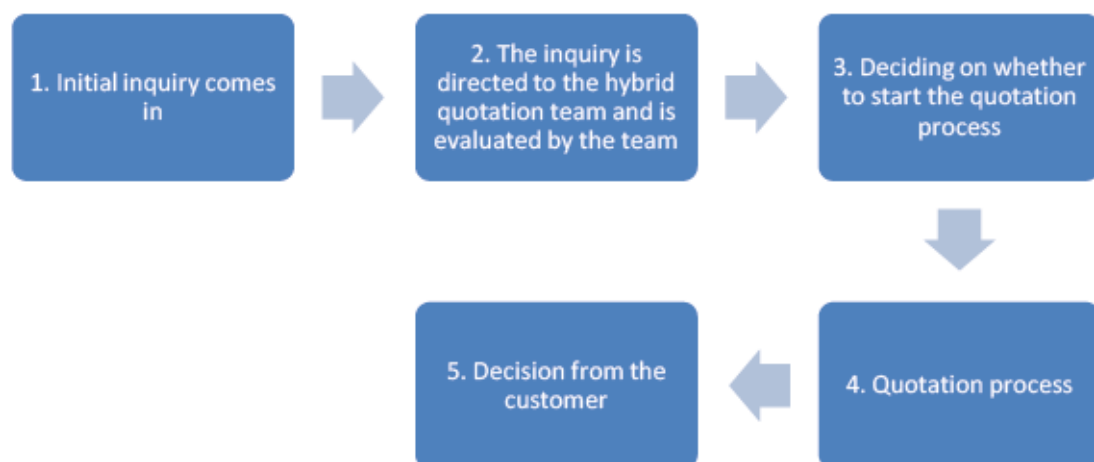 1. Initial inquiry comes
in
2. The inquiry is
directed to the hybrid
quotation team and is
evaluated by the team
3. Deciding on whether
to start the quotation
process
4. Quotation process
5. Decision from the
customer